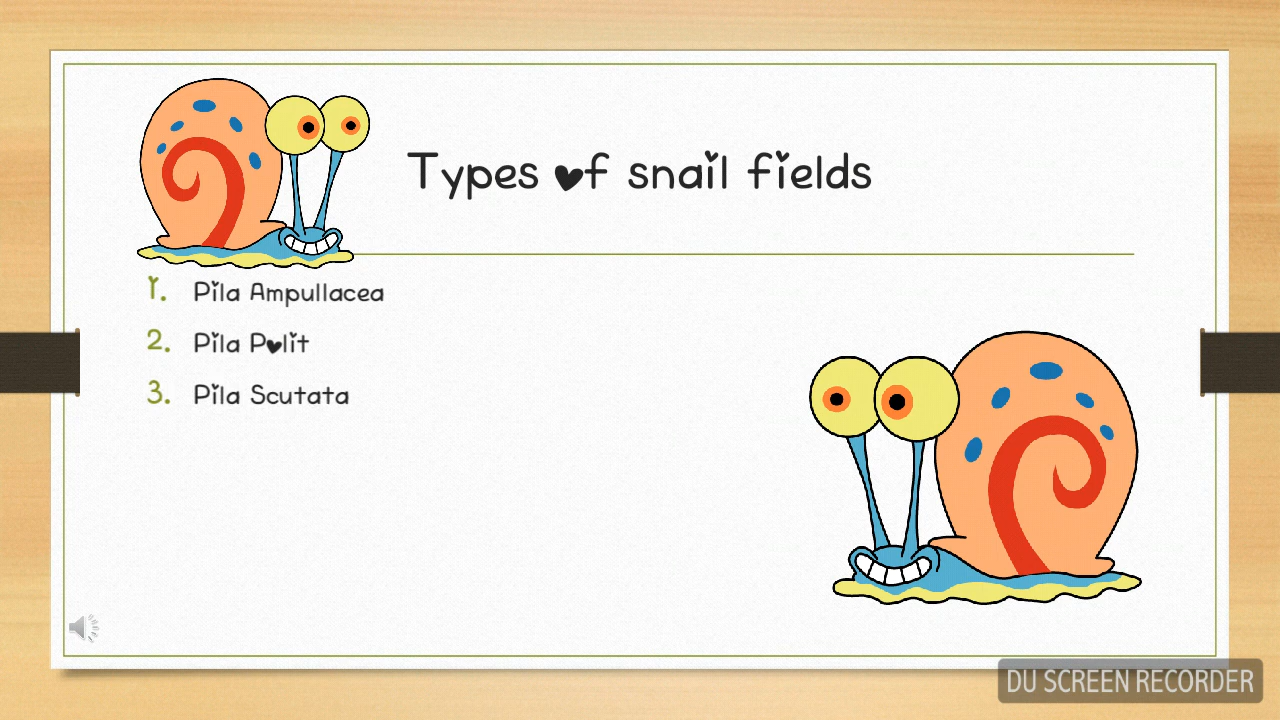 Types of snail fields
1. Pila Ampullacea
2. Pila Polit
3. Pila Scutata
DU SCREEN RECORDER